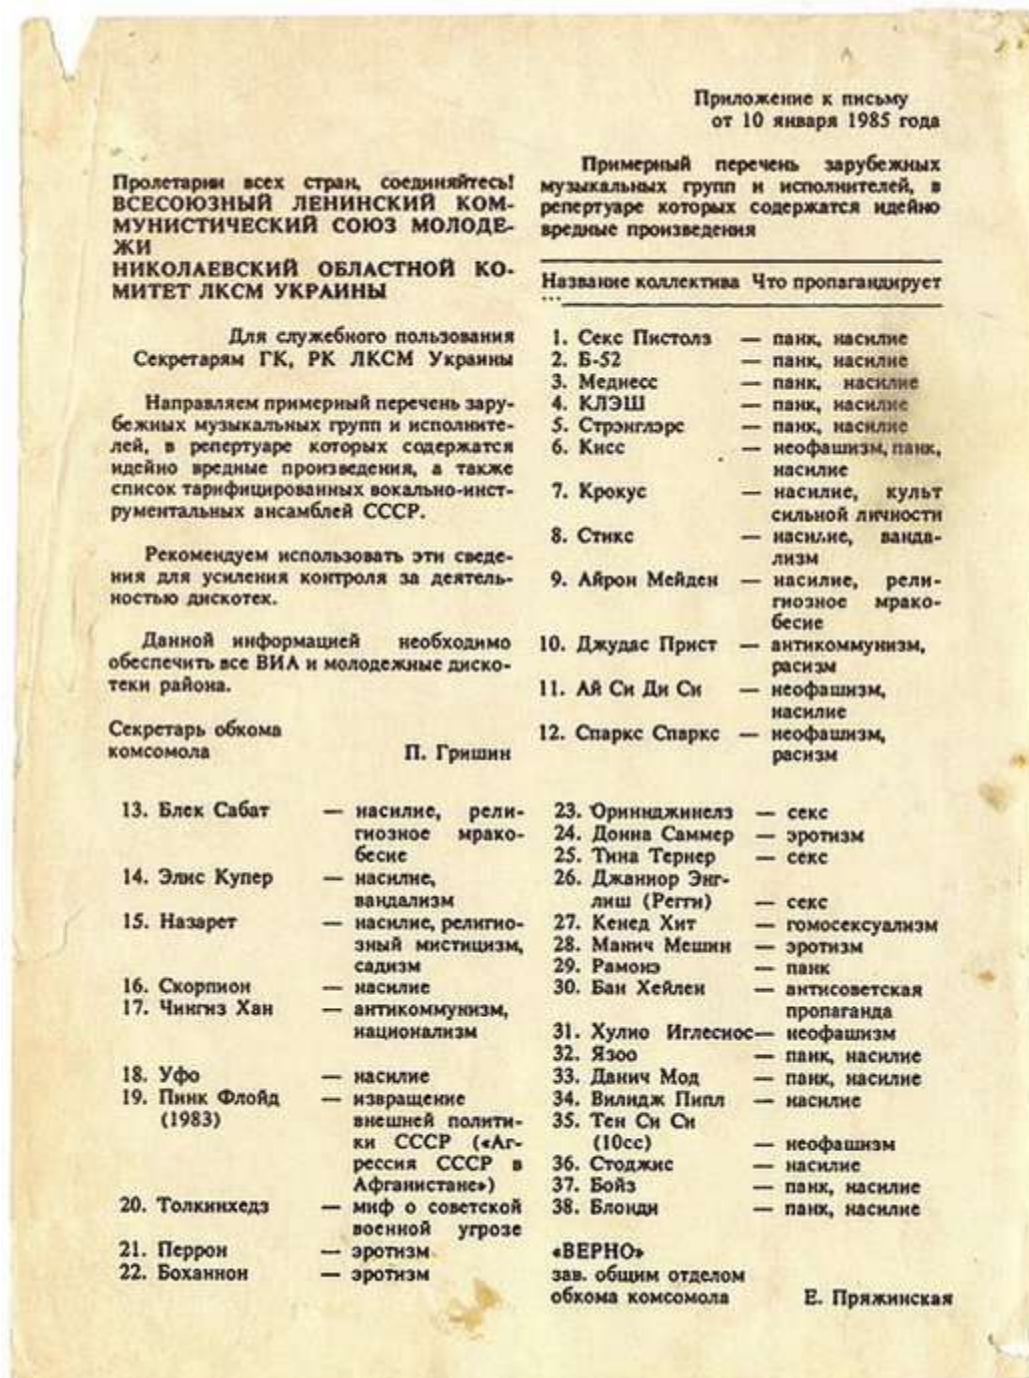 Приложение к письму
от 10 января 1985 года
Пролетарии всех стран, соединяйтесь!
ВСЕСОЮЗНЫЙ ЛЕНИНСКИЙ КОМ-
МУНИСТИЧЕСКИЙ СОЮЗ МОЛОДЕ-
ЖИ
НИКОЛАЕВСКИЙ ОБЛАСТНОЙ КО-
МИТЕТ ЛКСМ УКРАИНЫ
Для служебного пользования
Секретарям ГК, РК ЛКСМ Украины
Направляем примерный перечень зару-
бежных музыкальных групп и исполните-
лей, в репертуаре которых содержатся
идейно вредные произведения, а также
список тарифицированных вокально-инст-
рументальных ансамблей СССР.
Рекомендуем использовать эти сведе-
ния для усиления контроля за деятель-
ностью дискотек.
Данной информацией необходимо
обеспечить все ВИА и молодежные диско-
теки района.
Секретарь обкома
комсомола П. Гришин
Примерный перечень зарубежных
музыкальных групп и исполнителей, в
репертуаре которых содержатся идейно
вредные произведения
Название коллектива Что пропагандирует
...
1. Секс Пистолз — панк, насилие
2. Б-52 — панк, насилие
3. Меднесс — панк, насилие
4. КЛЭШ — панк, насилие
5. Стрэнглэрс — панк, насилие
6. Кисс — неофашизм, панк,
насилие
7. Крокус — насилие, культ
сильной личности
8. Стикс — насилие, ванда-
лизм
9. Айрон Мейден — насилие, рели-
гиозное мрако-
бесие
10. Джудас Прист — антикоммунизм,
расизм
11. Ай Си Ди Си — неофашизм,
насилие
12. Спаркс Спаркс — неофашизм,
расизм
13. Блек Сабат — насилие, рели-
гиозное мрако-
бесие
14. Элис Купер — насилие,
вандализм
15. Назарет — насилие, религио-
зный мистицизм,
садизм
16. Скорпион — насилие
17. Чингиз Хан — антикоммунизм,
национализм
18. Уфо — насилие
19. Пинк Флойд — извращение
(1983) внешней полити-
ки СССР («Аг-
рессия СССР в
Афганистане»)
20. Толкинхедз — миф о советской
военной угрозе
21. Перрон — эротизм
22. Боханнон — эротизм
23. Ориннджинелз — секс
24. Донна Саммер — эротизм
25. Тина Тернер — секс
26. Джаниор Энг-
лиш (Регги) — секс
27. Кенед Хит — гомосексуализм
28. Манич Мешин — эротизм
29. Рамонэ — панк
30. Ван Хейлен — антисоветская
пропаганда
31. Хулио Иглесиос — неофашизм
32. Язоо — панк, насилие
33. Данич Мод — панк, насилие
34. Вилидж Пипл — насилие
35. Тен Си Си
(10cc) — неофашизм
36. Стоджис — насилие
37. Бойз — панк, насилие
38. Блонди — панк, насилие
«ВЕРНО»
зав. общим отделом
обкома комсомола Е. Пряжинская